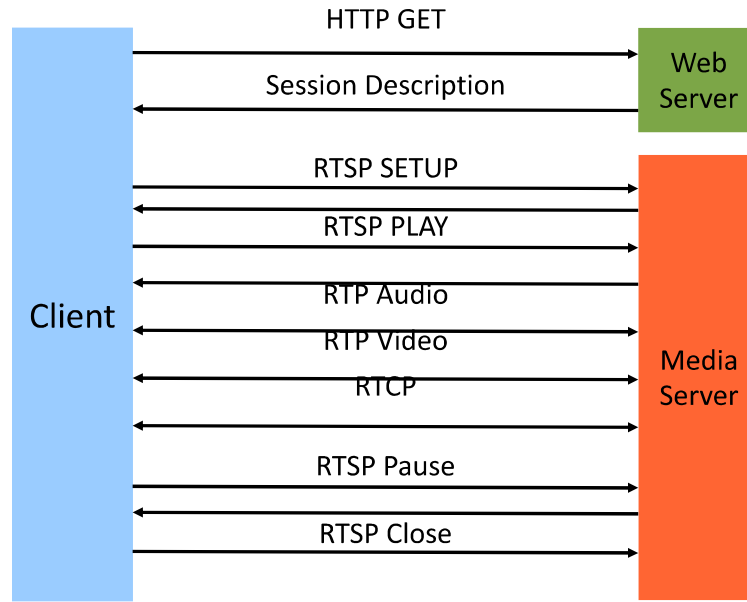 HTTP GET
Web
Server
Session Description
RTSP SETUP
RTSP PLAY
RTP Audio
Client
RTP Video
Media
Server
RTCP
RTSP Pause
RTSP Close